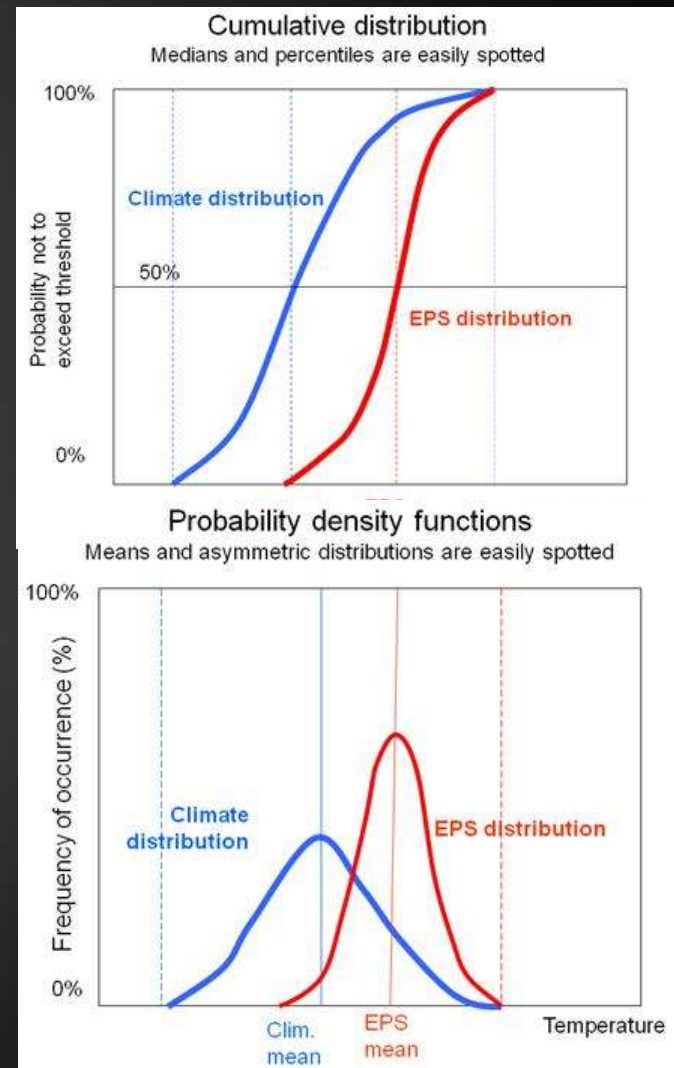 Cumulative distribution
Medians and percentiles are easily spotted
100%
Climate distribution
Probability not to
exceed threshold
50%
EPS distribution
0%
Probability density functions
Means and asymmetric distributions are easily spotted
100%
Frequency of occurrence (%)
Climate
distribution
EPS distribution
0%
Clim.
mean
EPS
mean
Temperature